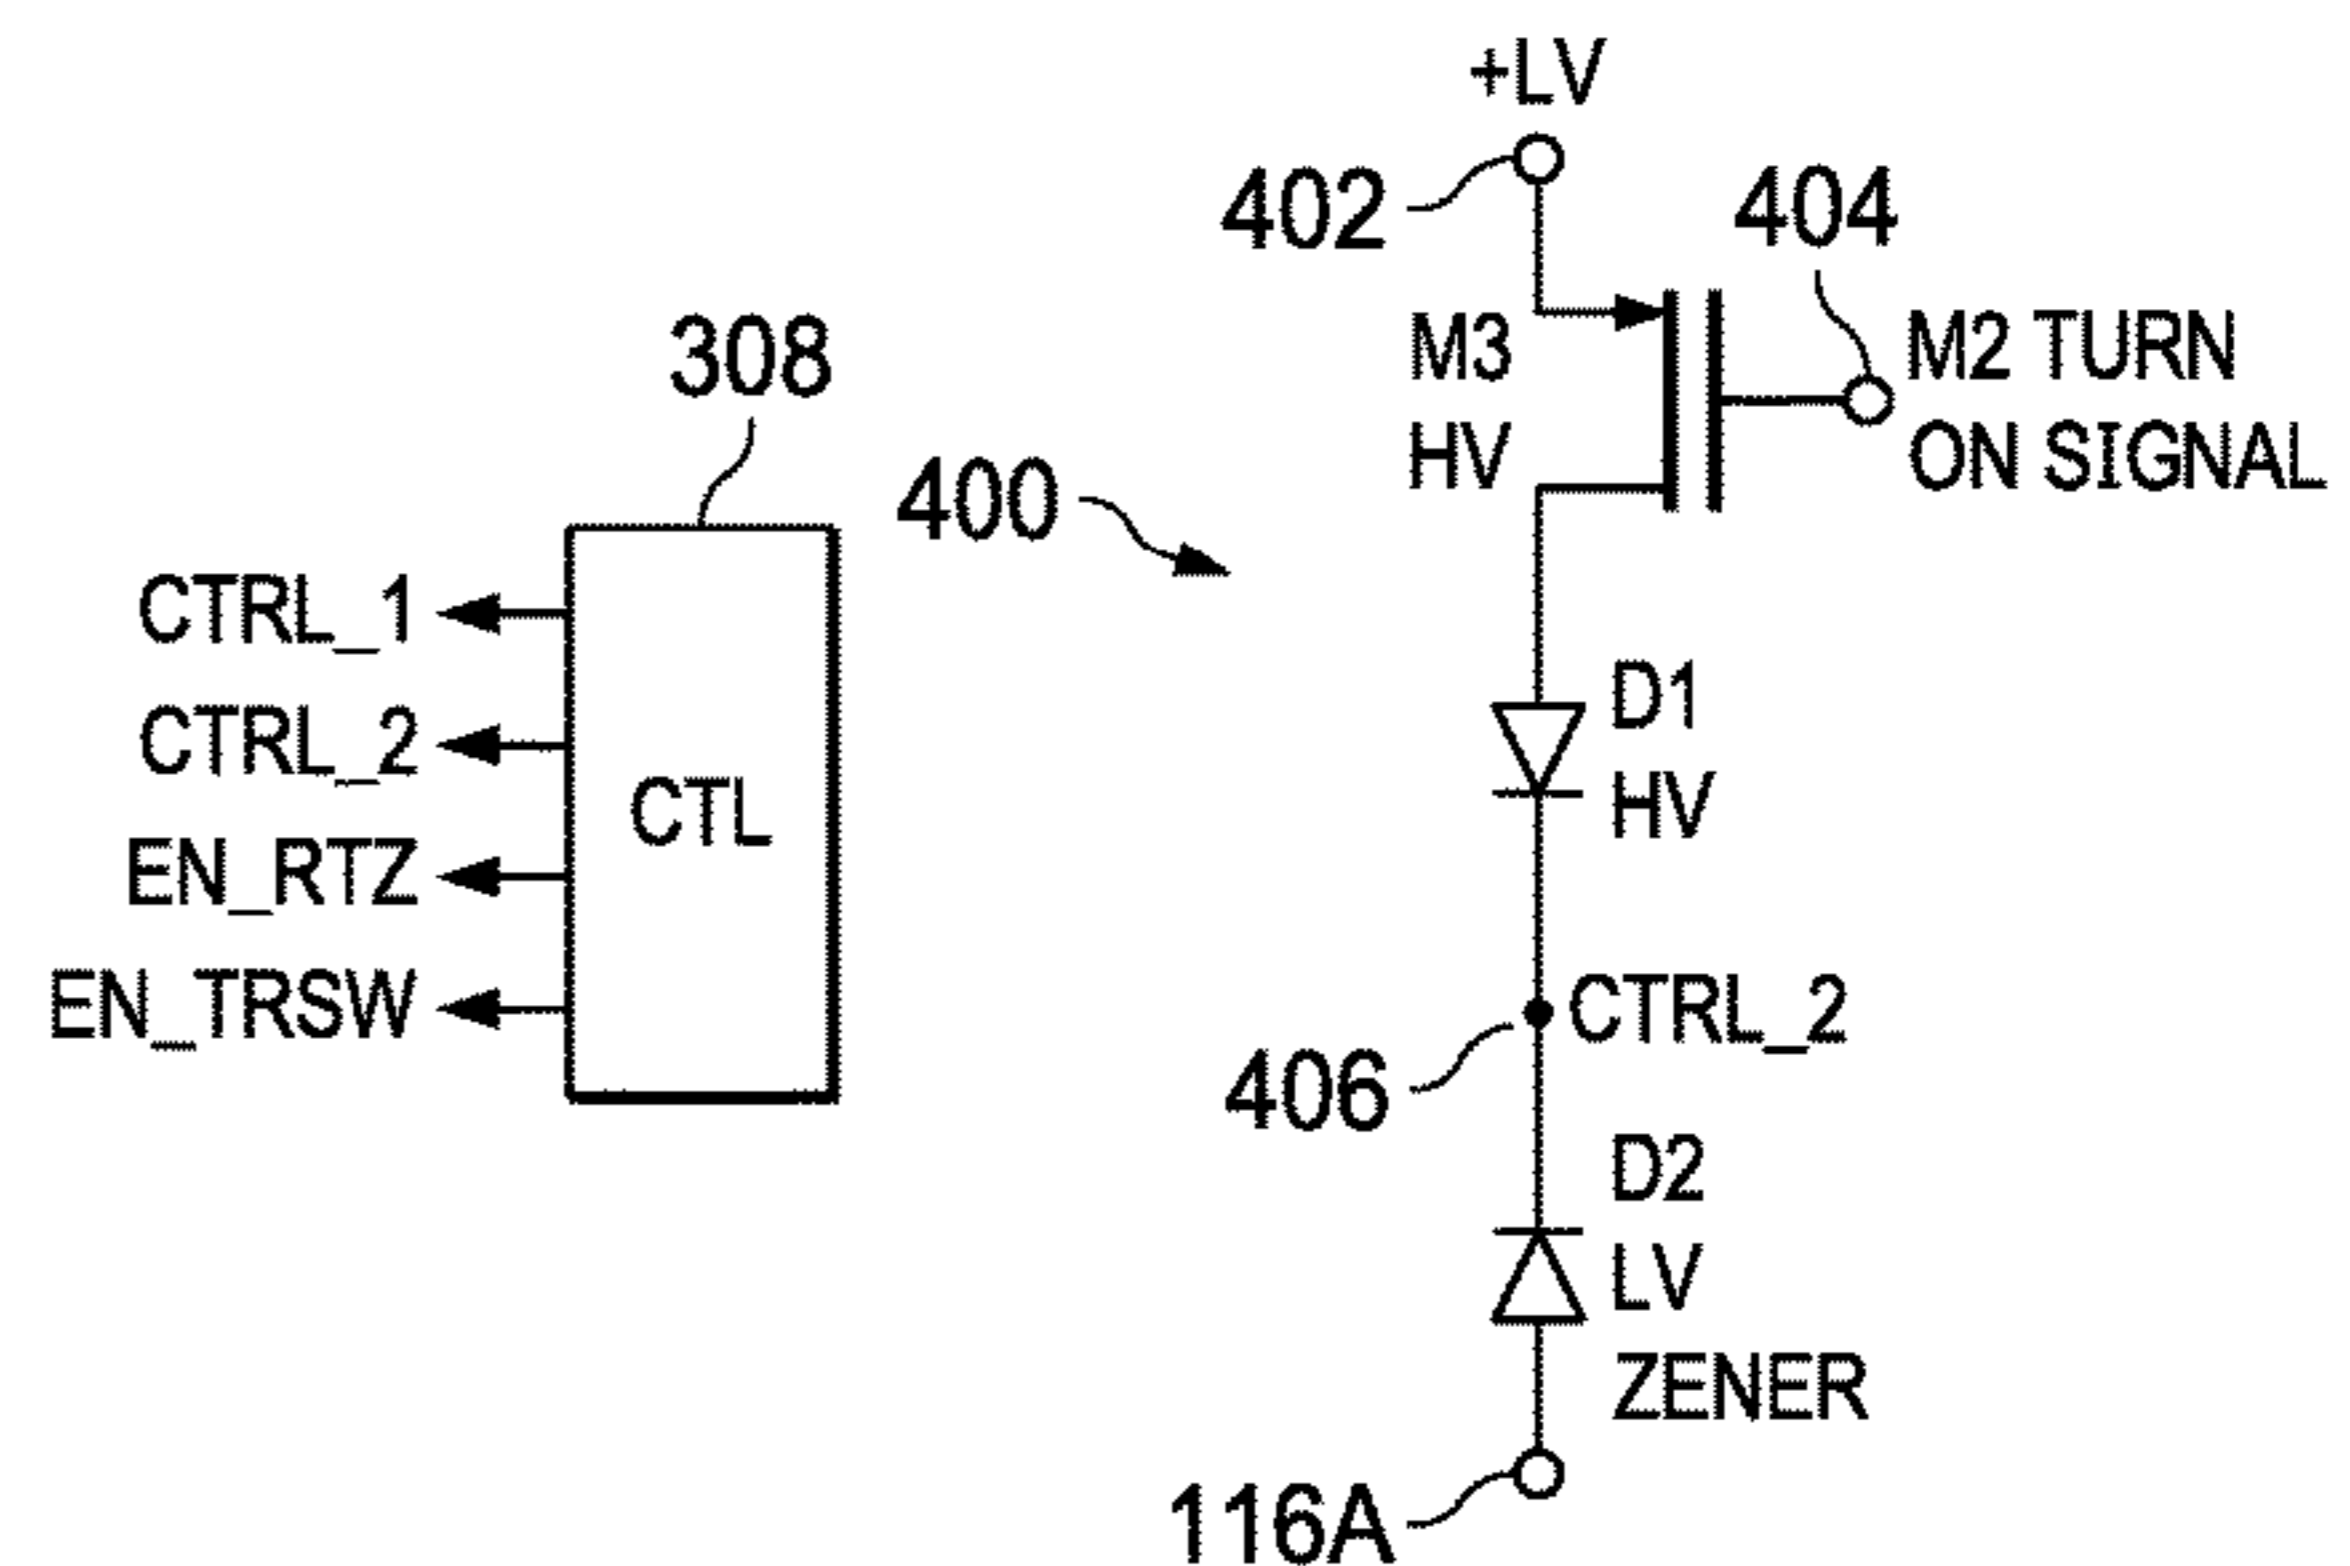 +LV
402
404
M3
HV
M2 TURN
ON SIGNAL
308
400
CTRL_1
CTRL_2
EN_RTZ
EN_TRSW
CTL
D1
HV
CTRL_2
406
D2
LV
ZENER
116A